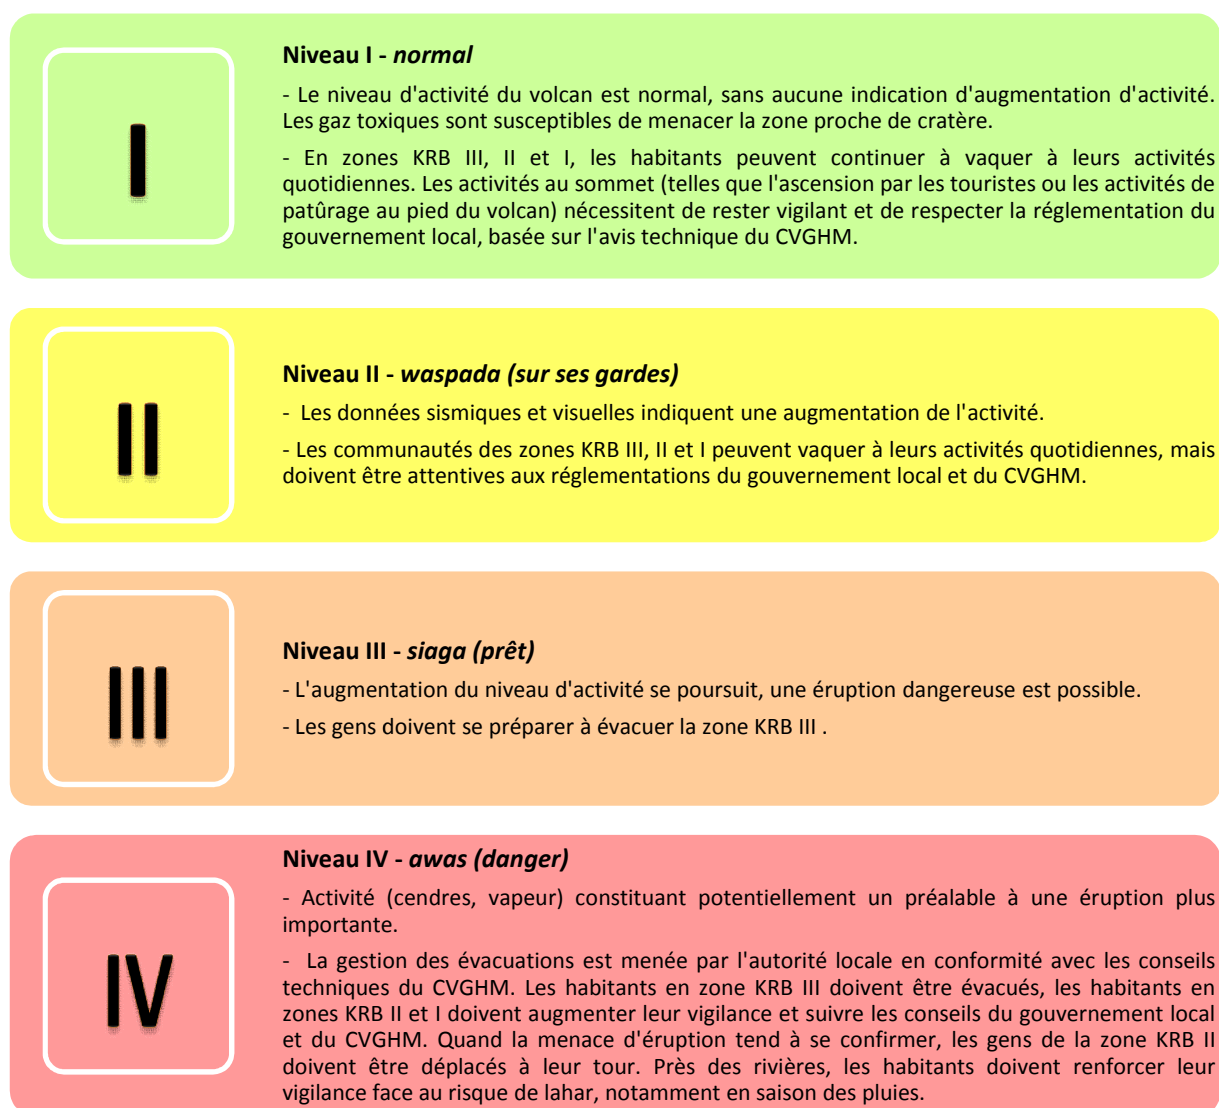 I
Niveau I - normal
- Le niveau d'activité du volcan est normal, sans aucune indication d'augmentation d'activité.
Les gaz toxiques sont susceptibles de menacer la zone proche de cratère.
- En zones KRB III, II et I, les habitants peuvent continuer à vaquer à leurs activités
quotidiennes. Les activités au sommet (telles que l'ascension par les touristes ou les activités de
patûrage au pied du volcan) nécessitent de rester vigilant et de respecter la réglementation du
gouvernement local, basée sur l'avis technique du CVGHM.
II
Niveau II - waspada (sur ses gardes)
- Les données sismiques et visuelles indiquent une augmentation de l'activité.
- Les communautés des zones KRB III, II et I peuvent vaquer à leurs activités quotidiennes, mais
doivent être attentives aux réglementations du gouvernement local et du CVGHM.
III
Niveau III - siaga (prêt)
- L'augmentation du niveau d'activité se poursuit, une éruption dangereuse est possible.
- Les gens doivent se préparer à évacuer la zone KRB III .
IV
Niveau IV - awas (danger)
- Activité (cendres, vapeur) constituant potentiellement un préalable à une éruption plus
importante.
- La gestion des évacuations est menée par l'autorité locale en conformité avec les conseils
techniques du CVGHM. Les habitants en zone KRB III doivent être évacués, les habitants en
zones KRB II et I doivent augmenter leur vigilance et suivre les conseils du gouvernement local
et du CVGHM. Quand la menace d'éruption tend à se confirmer, les gens de la zone KRB II
doivent être déplacés à leur tour. Près des rivières, les habitants doivent renforcer leur
vigilance face au risque de lahar, notamment en saison des pluies.